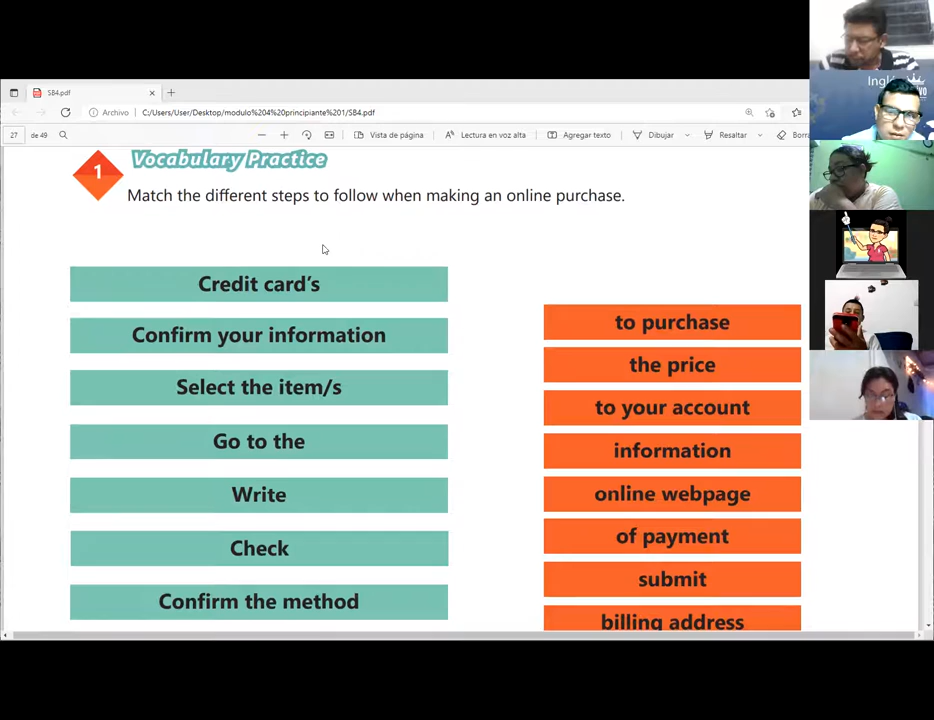 SB4.pdf
Archivo
C:/Users/User/Desktop/modulo%204%20principiante%201/SB4.pdf
27
de 49
Vista de página
Lectura en voz alta
Agregar texto
Dibujar
Resaltar
Borra
1
Vocabulary Practice
Match the different steps to follow when making an online purchase.
Credit card's
Confirm your information
Select the item/s
Go to the
Write
Check
Confirm the method
to purchase
the price
to your account
information
online webpage
of payment
submit
billing address
Inglé